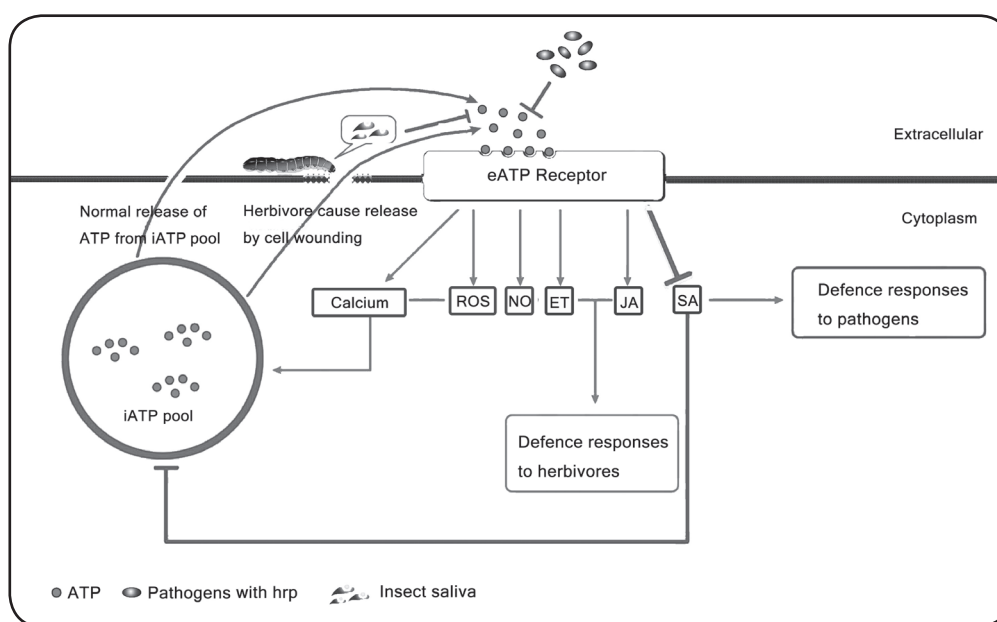 Extracellular
eATP Receptor
Cytoplasm
Normal release of
ATP from iATP pool
Herbivore cause release
by cell wounding
Calcium
ROS
NO
ET
JA
SA
Defence responses
to pathogens
iATP pool
Defence responses
to herbivores
ATP
Pathogens with hrp
Insect saliva